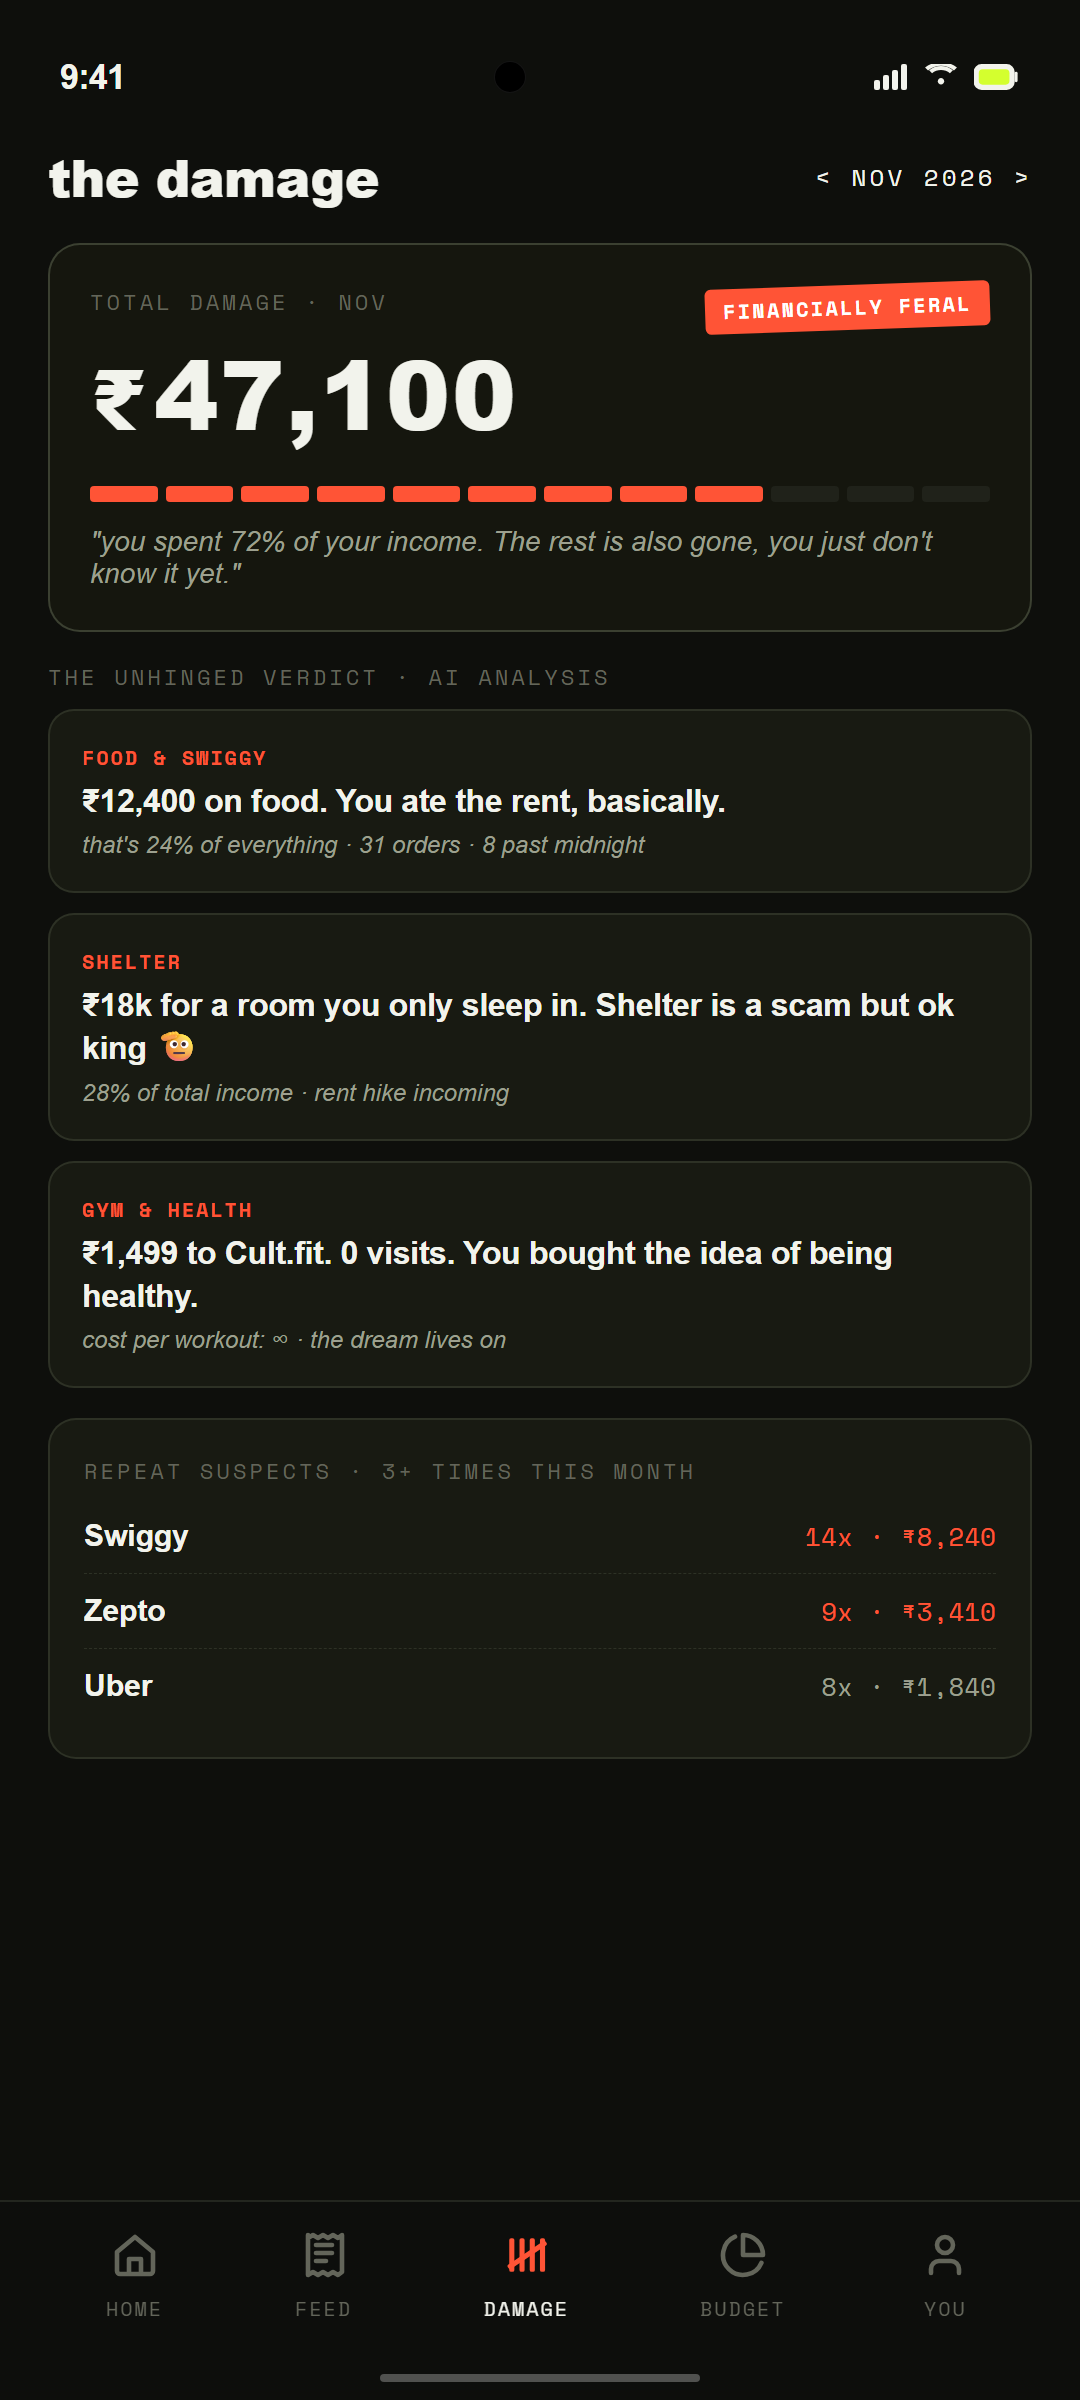 9:41
the damage
< NOV 2026 >
TOTAL DAMAGE · NOV
FINANCIALLY FERAL
₹47,100
"you spent 72% of your income. The rest is also gone, you just don't
know it yet."
THE UNHINGED VERDICT · AI ANALYSIS
FOOD & SWIGGY
₹12,400 on food. You ate the rent, basically.
that's 24% of everything · 31 orders · 8 past midnight
SHELTER
₹18k for a room you only sleep in. Shelter is a scam but ok
king 🫡
28% of total income · rent hike incoming
GYM & HEALTH
₹1,499 to Cult.fit. 0 visits. You bought the idea of being
healthy.
cost per workout: ∞ · the dream lives on
REPEAT SUSPECTS · 3+ TIMES THIS MONTH
Swiggy 14x · ₹8,240
Zepto 9x · ₹3,410
Uber 8x · ₹1,840
HOME FEED DAMAGE BUDGET YOU